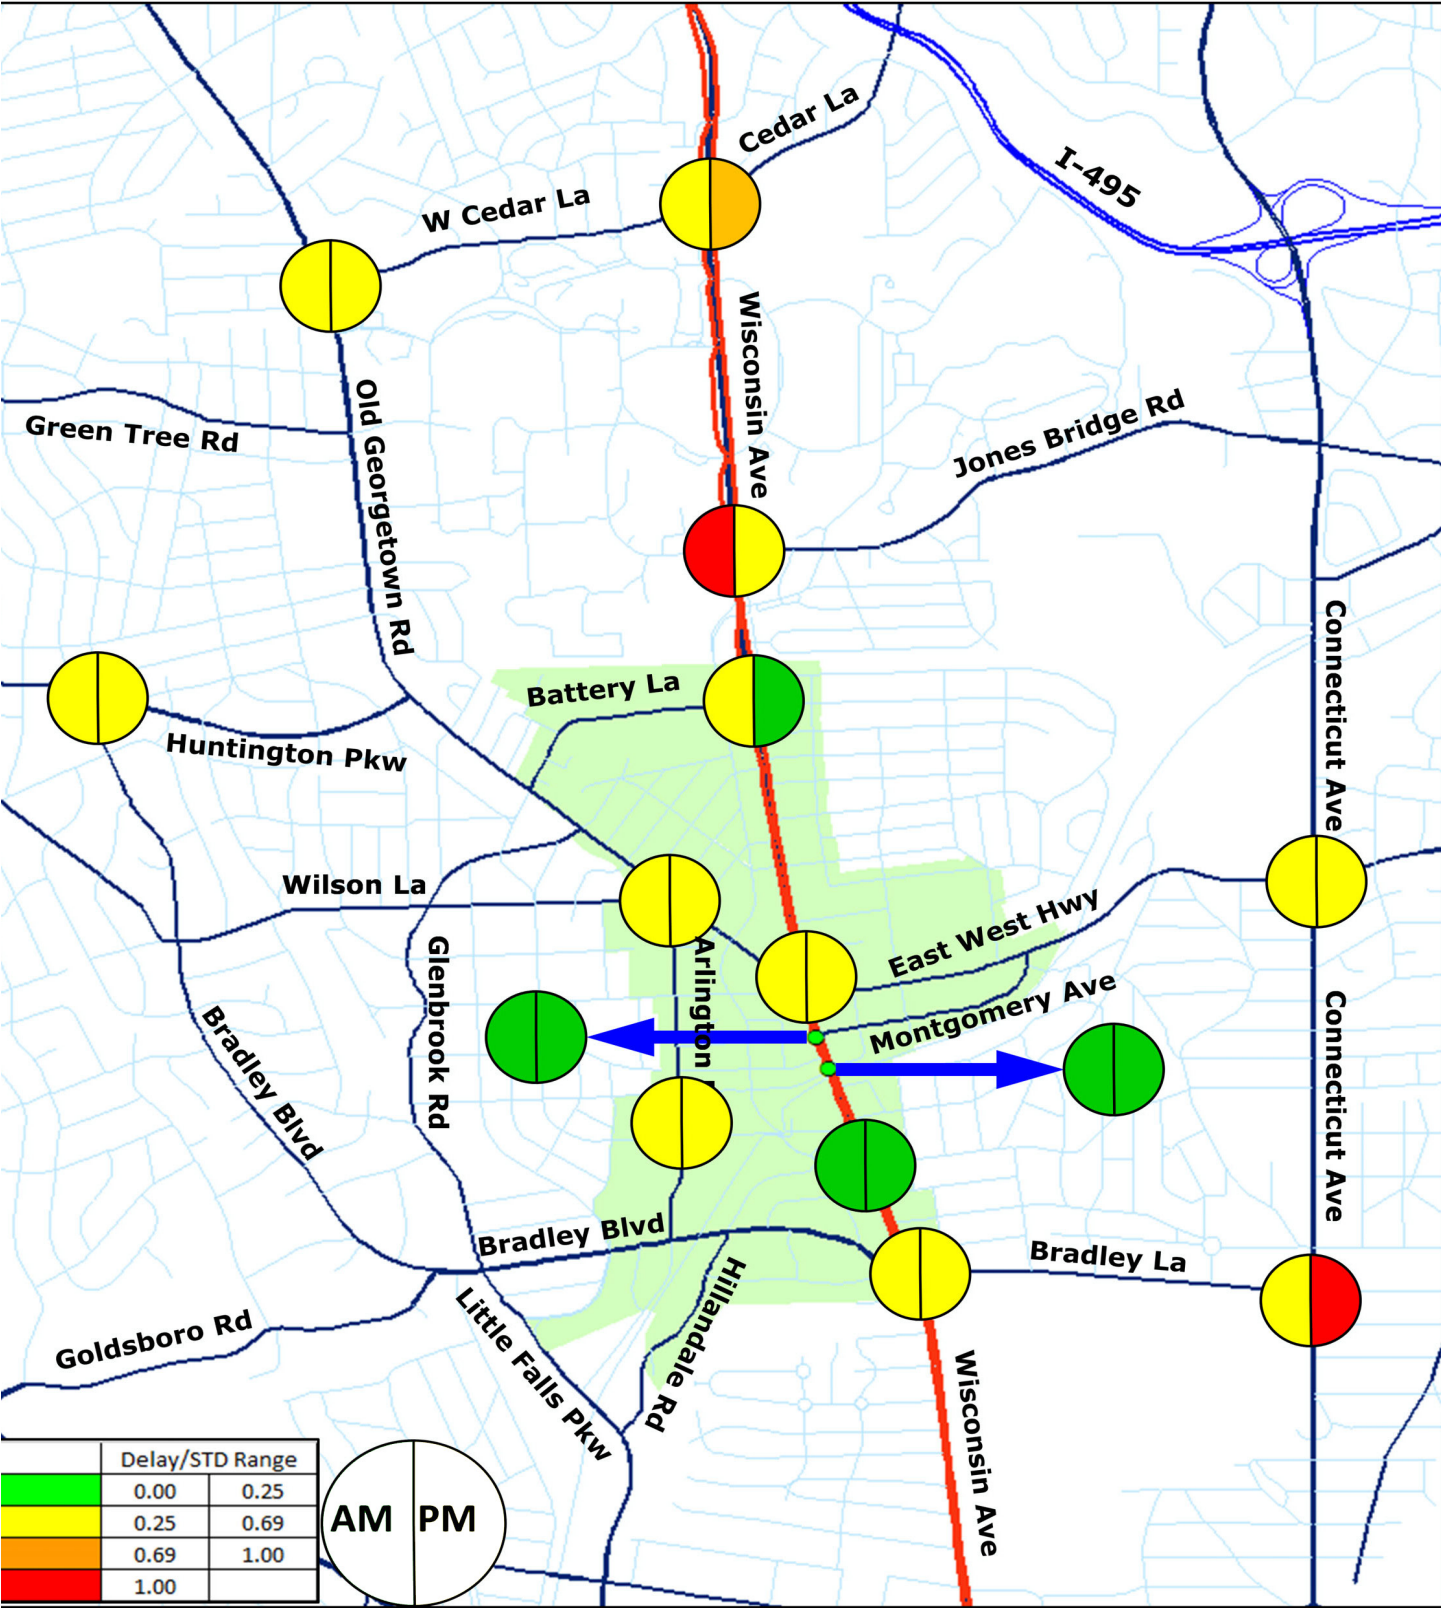 Cedar La
I-495
W Cedar La
Wisconsin Ave
Old Georgetown Rd
Jones Bridge Rd
Green Tree Rd
Connecticut Ave
Battery La
Huntington Pkw
Wilson La
East West Hwy
Arlington
Glenbrook Rd
Montgomery Ave
Connecticut Ave
Bradley Blvd
Bradley Blvd
Bradley La
Hillandale Rd
Little Falls Pkw
Goldsboro Rd
Wisconsin Ave
Delay/STD Range
0.00 0.25
0.25 0.69
0.69 1.00
1.00
AM PM